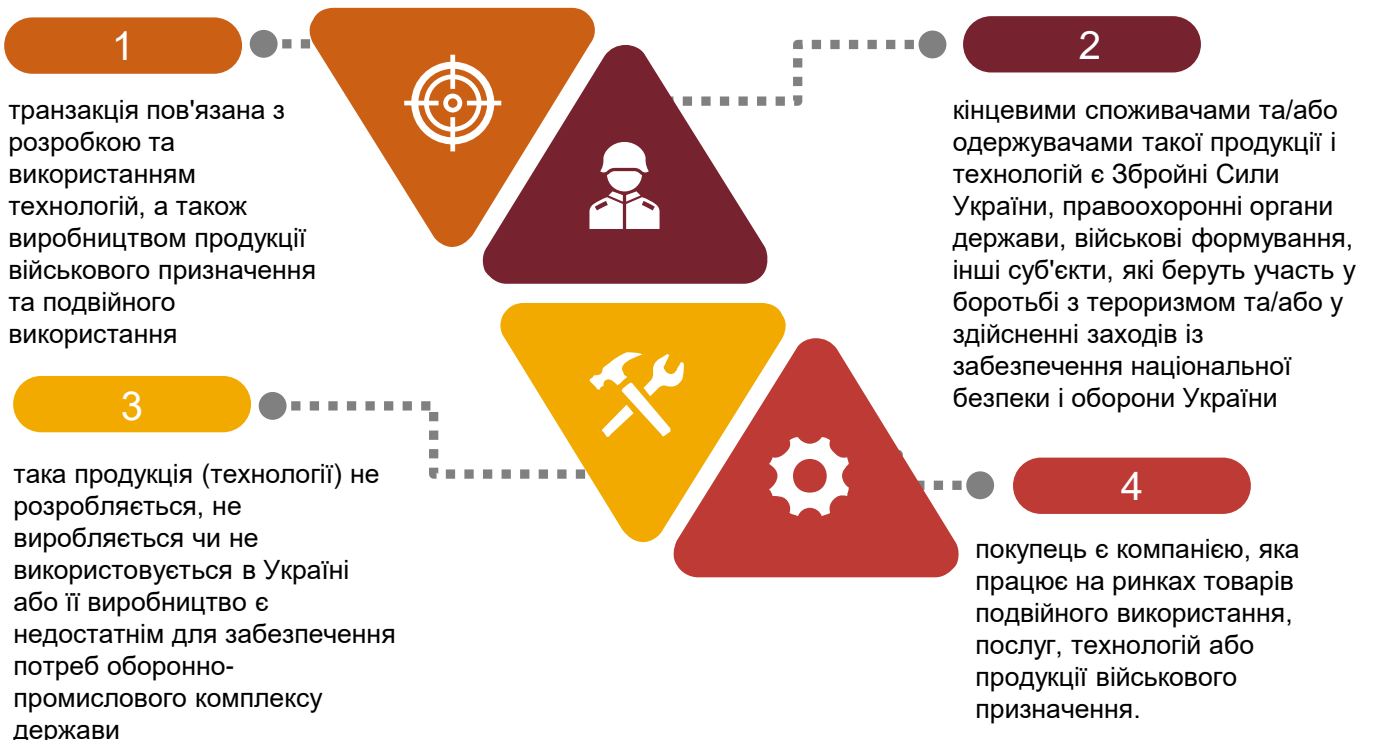 1
транзакція пов'язана з
розробкою та
використанням
технологій, а також
виробництвом продукції
військового призначення
та подвійного
використання
2
кінцевими споживачами та/або
одержувачами такої продукції і
технологій є Збройні Сили
України, правоохоронні органи
держави, військові формування,
інші суб'єкти, які беруть участь у
боротьбі з тероризмом та/або у
здійсненні заходів із
забезпечення національної
безпеки і оборони України
3
така продукція (технології) не
розробляється, не
виробляється чи не
використовується в Україні
або її виробництво є
недостатнім для забезпечення
потреб оборонно-
промислового комплексу
держави
4
покупець є компанією, яка
працює на ринках товарів
подвійного використання,
послуг, технологій або
продукції військового
призначення.